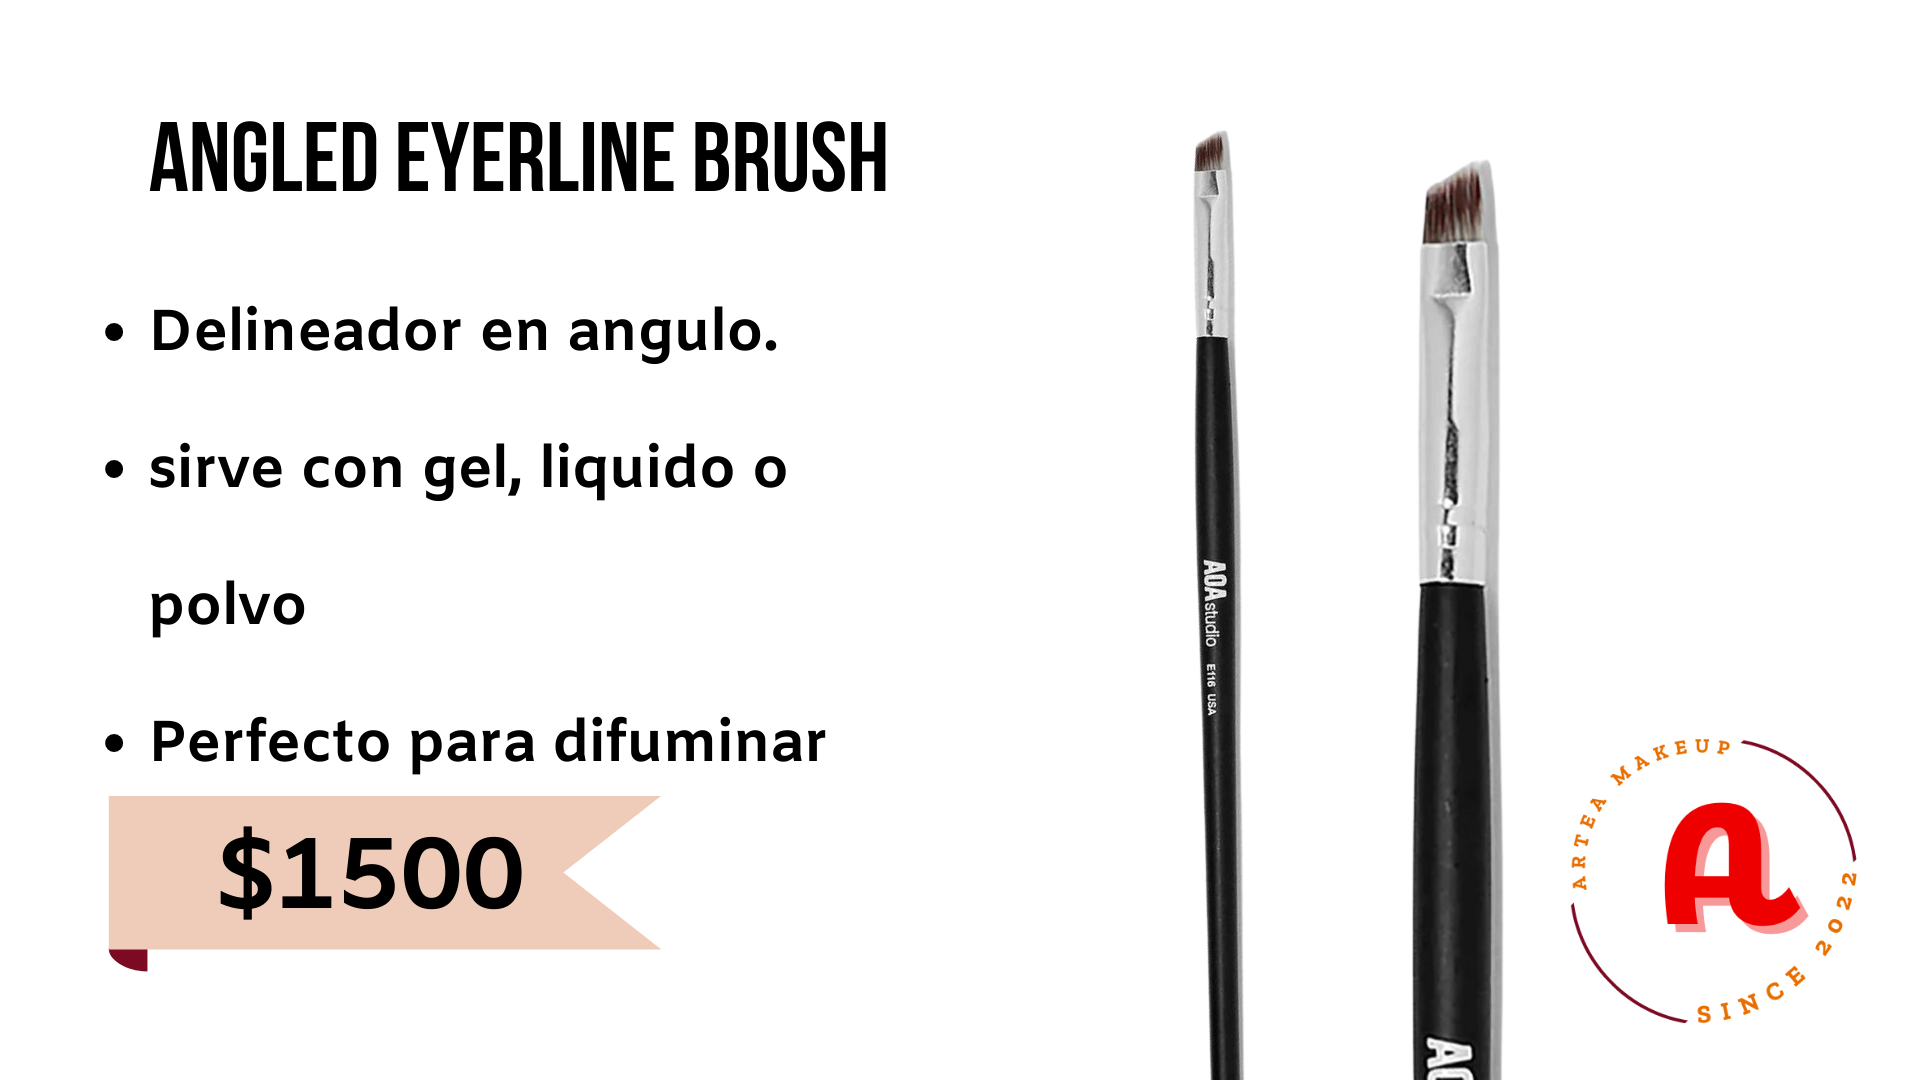 ANGLED EYERLINE BRUSH
• Delineador en angulo.
• sirve con gel, liquido o
polvo
• Perfecto para difuminar
$1500
AOA studio E116 USA
AO
ARTEA MAKEUP
A
SINCE 2022